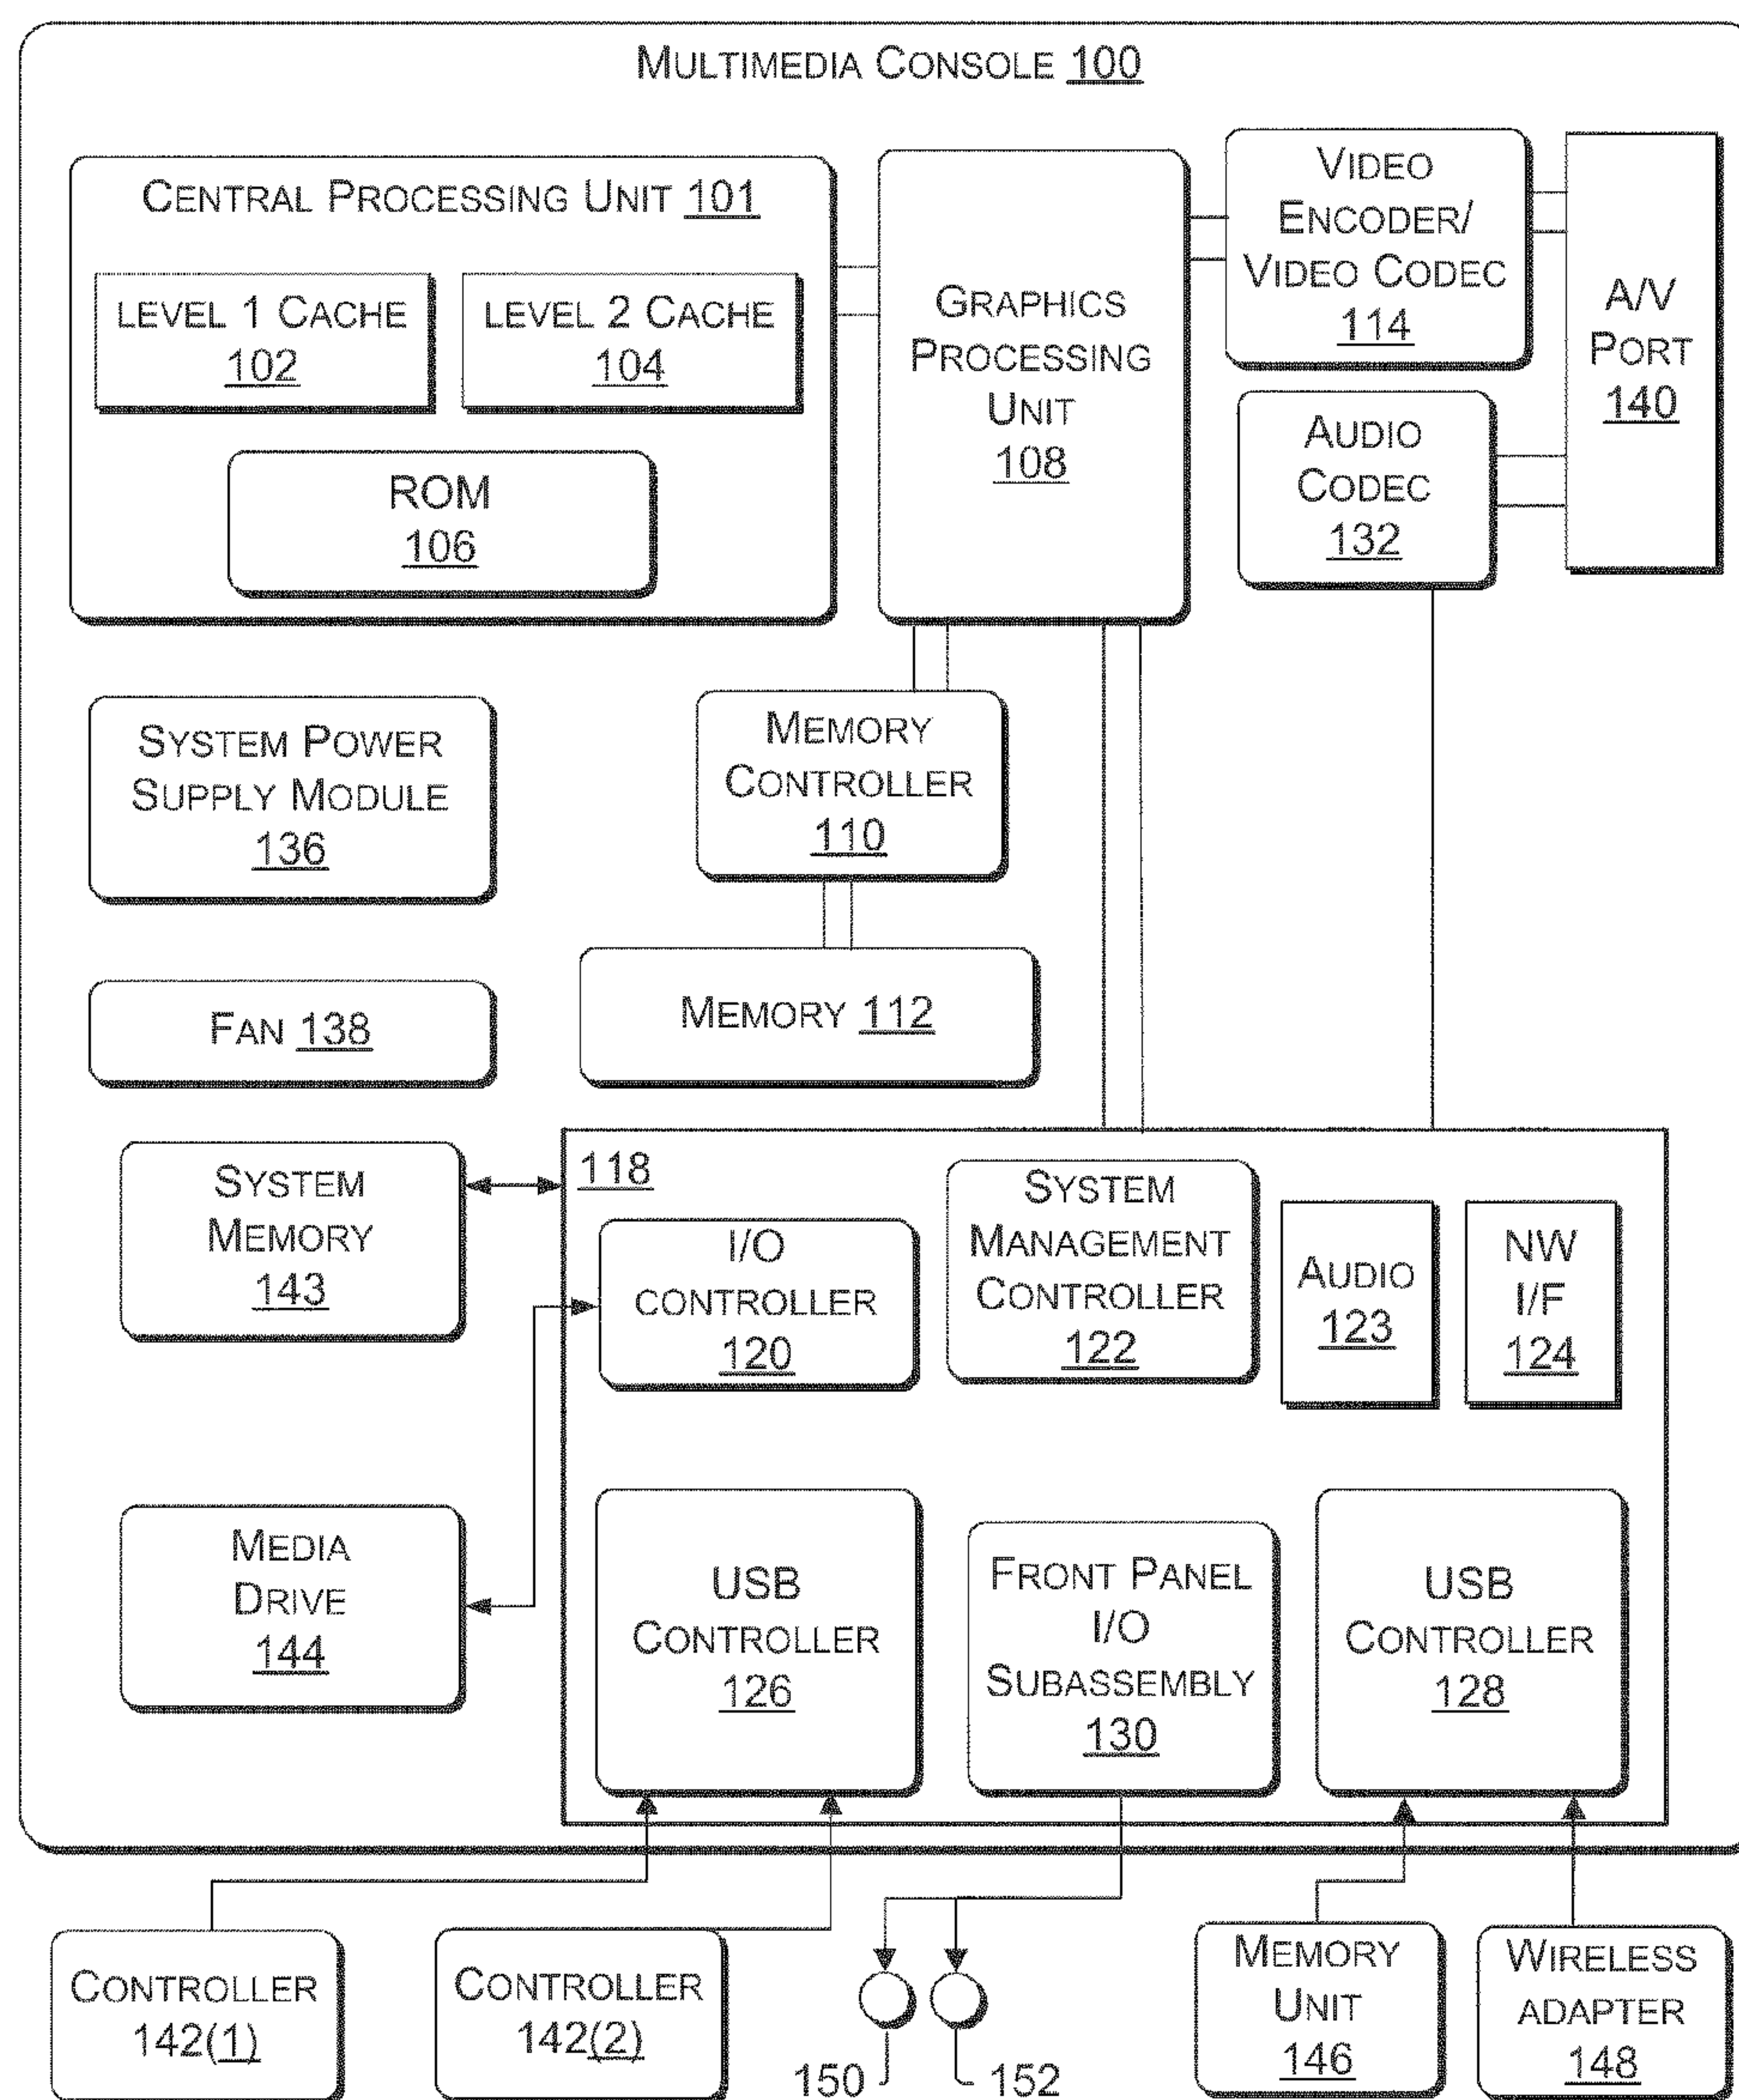 MULTIMEDIA CONSOLE 100
CENTRAL PROCESSING UNIT 101
LEVEL 1 CACHE
102
LEVEL 2 CACHE
104
ROM
106
GRAPHICS
PROCESSING
UNIT
108
VIDEO
ENCODER/
VIDEO CODEC
114
A/V
PORT
140
AUDIO
CODEC
132
SYSTEM POWER
SUPPLY MODULE
136
MEMORY
CONTROLLER
110
FAN 138
MEMORY 112
SYSTEM
MEMORY
143
118
I/O
CONTROLLER
120
SYSTEM
MANAGEMENT
CONTROLLER
122
AUDIO
123
NW
I/F
124
MEDIA
DRIVE
144
USB
CONTROLLER
126
FRONT PANEL
I/O
SUBASSEMBLY
130
USB
CONTROLLER
128
CONTROLLER
142(1)
CONTROLLER
142(2)
150
152
MEMORY
UNIT
146
WIRELESS
ADAPTER
148